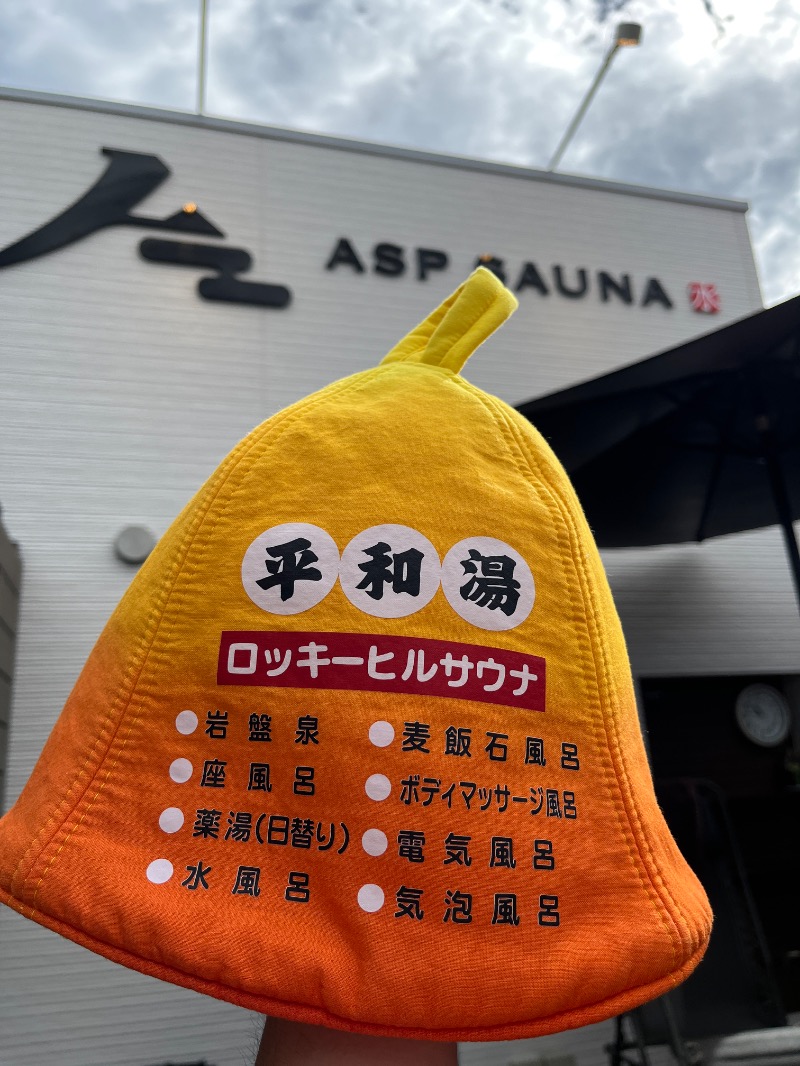 ASP SAUNA 水
平和湯
ロッキーヒルサウナ
岩盤泉
座風呂
薬湯(日替り)
水風呂
麦飯石風呂
ボディマッサージ風呂
電気風呂
気泡風呂